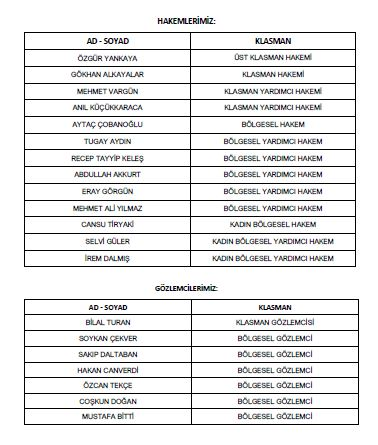 HAKEMLERİMİZ:
AD - SOYAD KLASMAN
ÖZGÜR YANKAYA ÜST KLASMAN HAKEMİ
GÖKHAN ALKAYALAR KLASMAN HAKEMİ
MEHMET VARGÜN KLASMAN YARDIMCI HAKEMİ
ANIL KÜÇÜKKARACA KLASMAN YARDIMCI HAKEMİ
AYTAÇ ÇOBANOĞLU BÖLGESEL HAKEM
TUGAY AYDIN BÖLGESEL YARDIMCI HAKEM
RECEP TAYYİP KELEŞ BÖLGESEL YARDIMCI HAKEM
ABDULLAH AKKURT BÖLGESEL YARDIMCI HAKEM
ERAY GÖRGÜN BÖLGESEL YARDIMCI HAKEM
MEHMET ALİ YILMAZ BÖLGESEL YARDIMCI HAKEM
CANSU TİRYAKİ KADIN BÖLGESEL HAKEM
SELVİ GÜLER KADIN BÖLGESEL YARDIMCI HAKEM
İREM DALMIŞ KADIN BÖLGESEL YARDIMCI HAKEM
GÖZLEMCİLERİMİZ:
AD - SOYAD KLASMAN
BİLAL TURAN KLASMAN GÖZLEMCİSİ
SOYKAN ÇEKVER BÖLGESEL GÖZLEMCİ
SAKIP DALTABAN BÖLGESEL GÖZLEMCİ
HAKAN CANVERDİ BÖLGESEL GÖZLEMCİ
ÖZCAN TEKÇE BÖLGESEL GÖZLEMCİ
COŞKUN DOĞAN BÖLGESEL GÖZLEMCİ
MUSTAFA BİTTİ BÖLGESEL GÖZLEMCİ